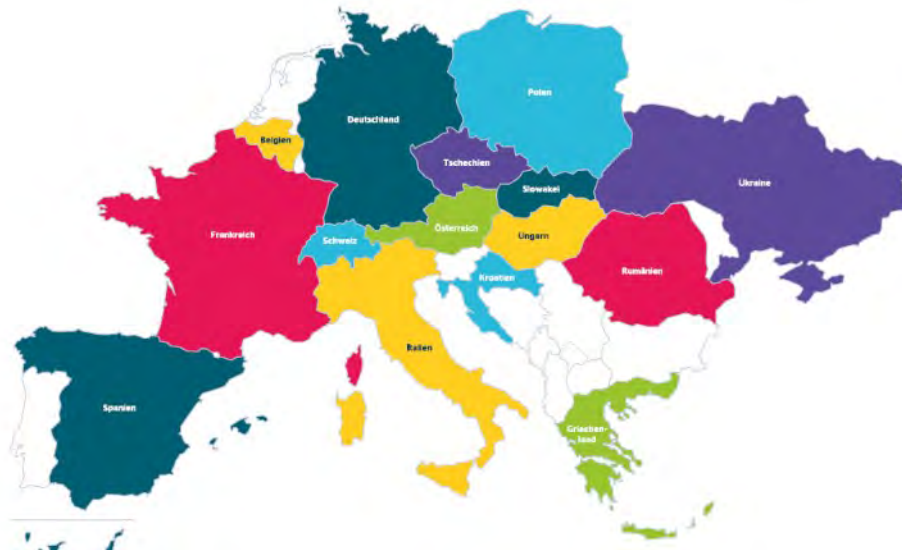 Polen
Deutschland
Belgien
Tschechien
Slowakei
Ukraine
Frankreich
Schweiz
Österreich
Ungarn
Rumänien
Kroatien
Italien
Spanien
Griechen-
land